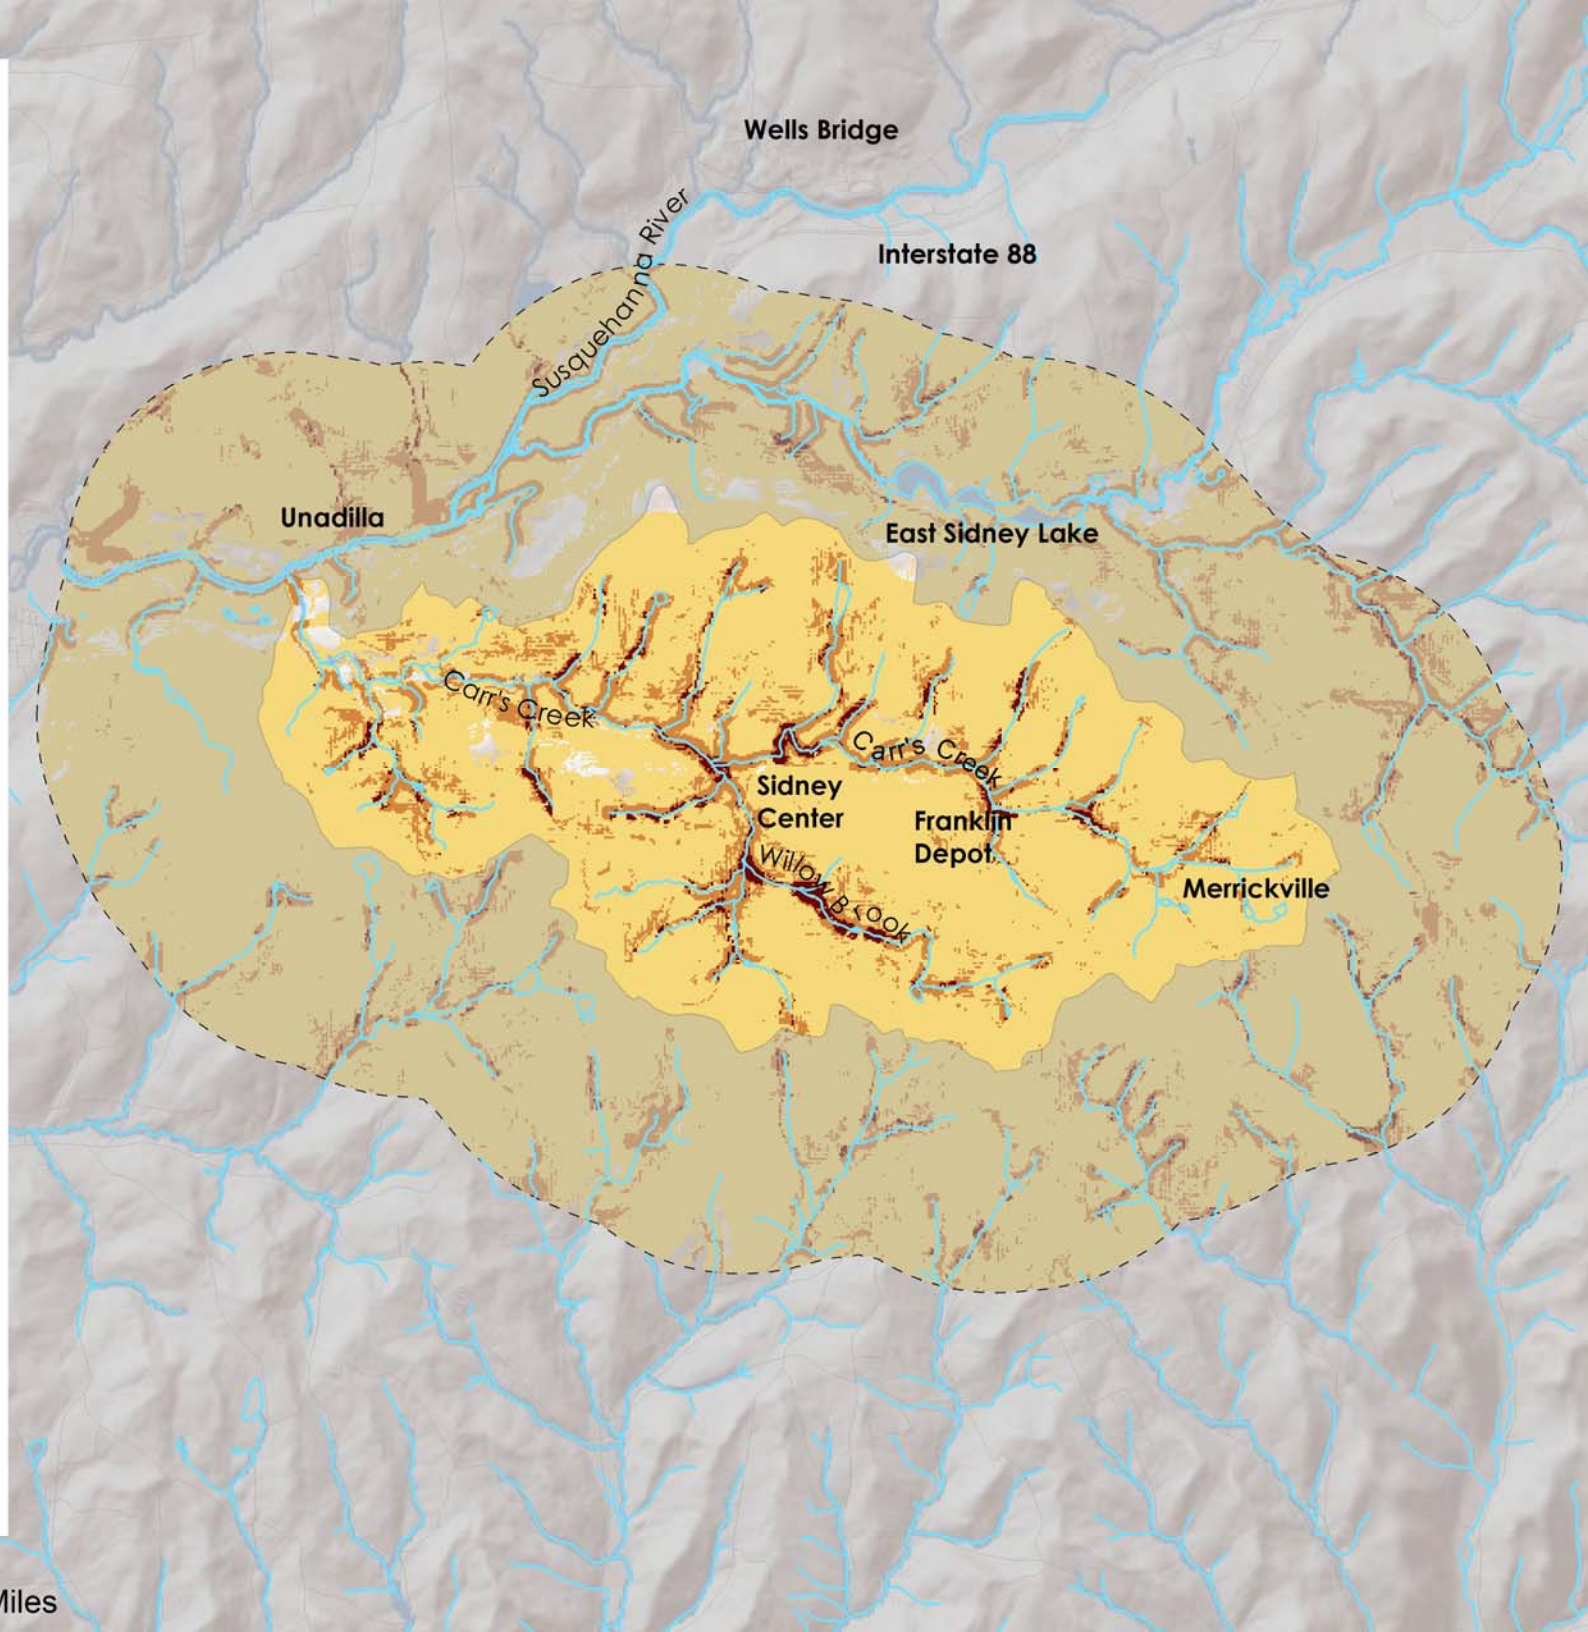 Wells Bridge
Susquehanna River
Interstate 88
Unadilla
East Sidney Lake
Carr's Creek
Carr's Creek
Sidney
Center
Franklin
Depot
Willow Brook
Merrickville
Miles